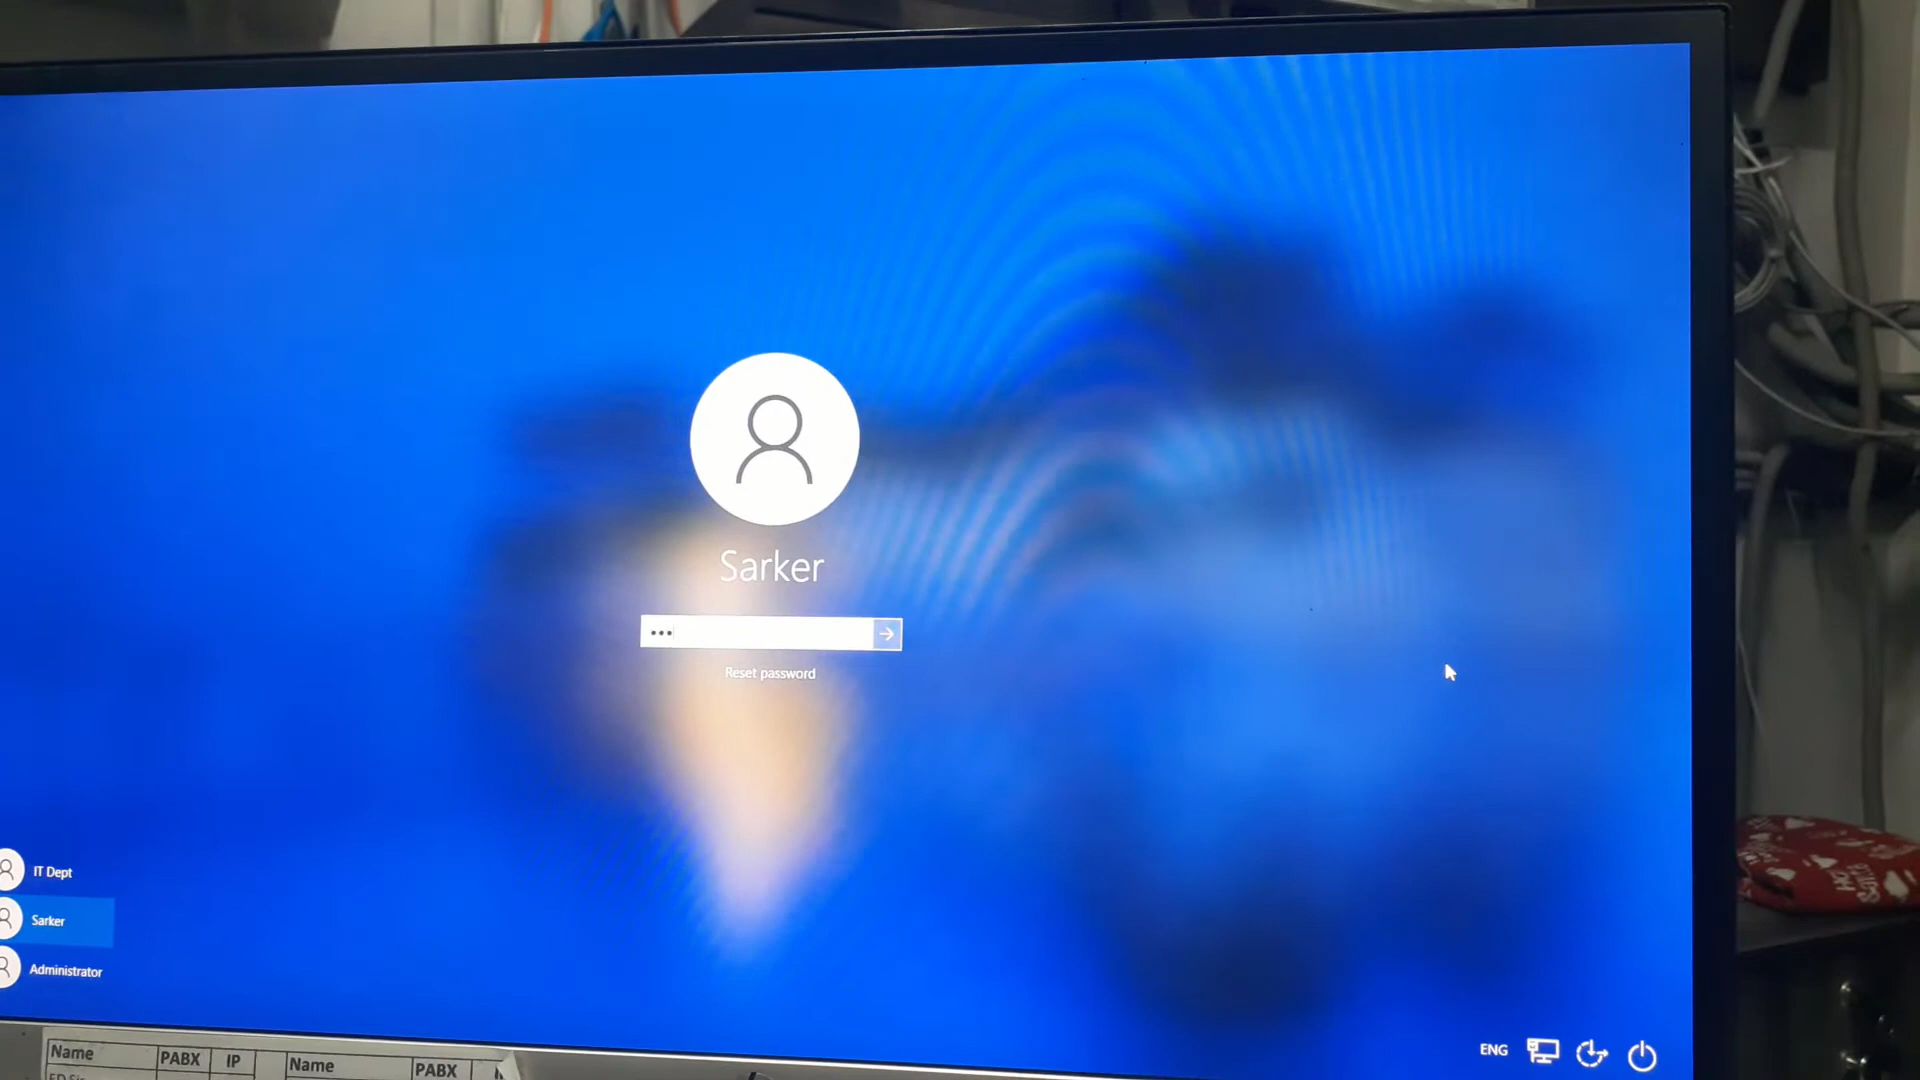 Sarker
•••
Reset password
IT Dept
Sarker
Administrator
ENG
Name PABX IP Name PABX